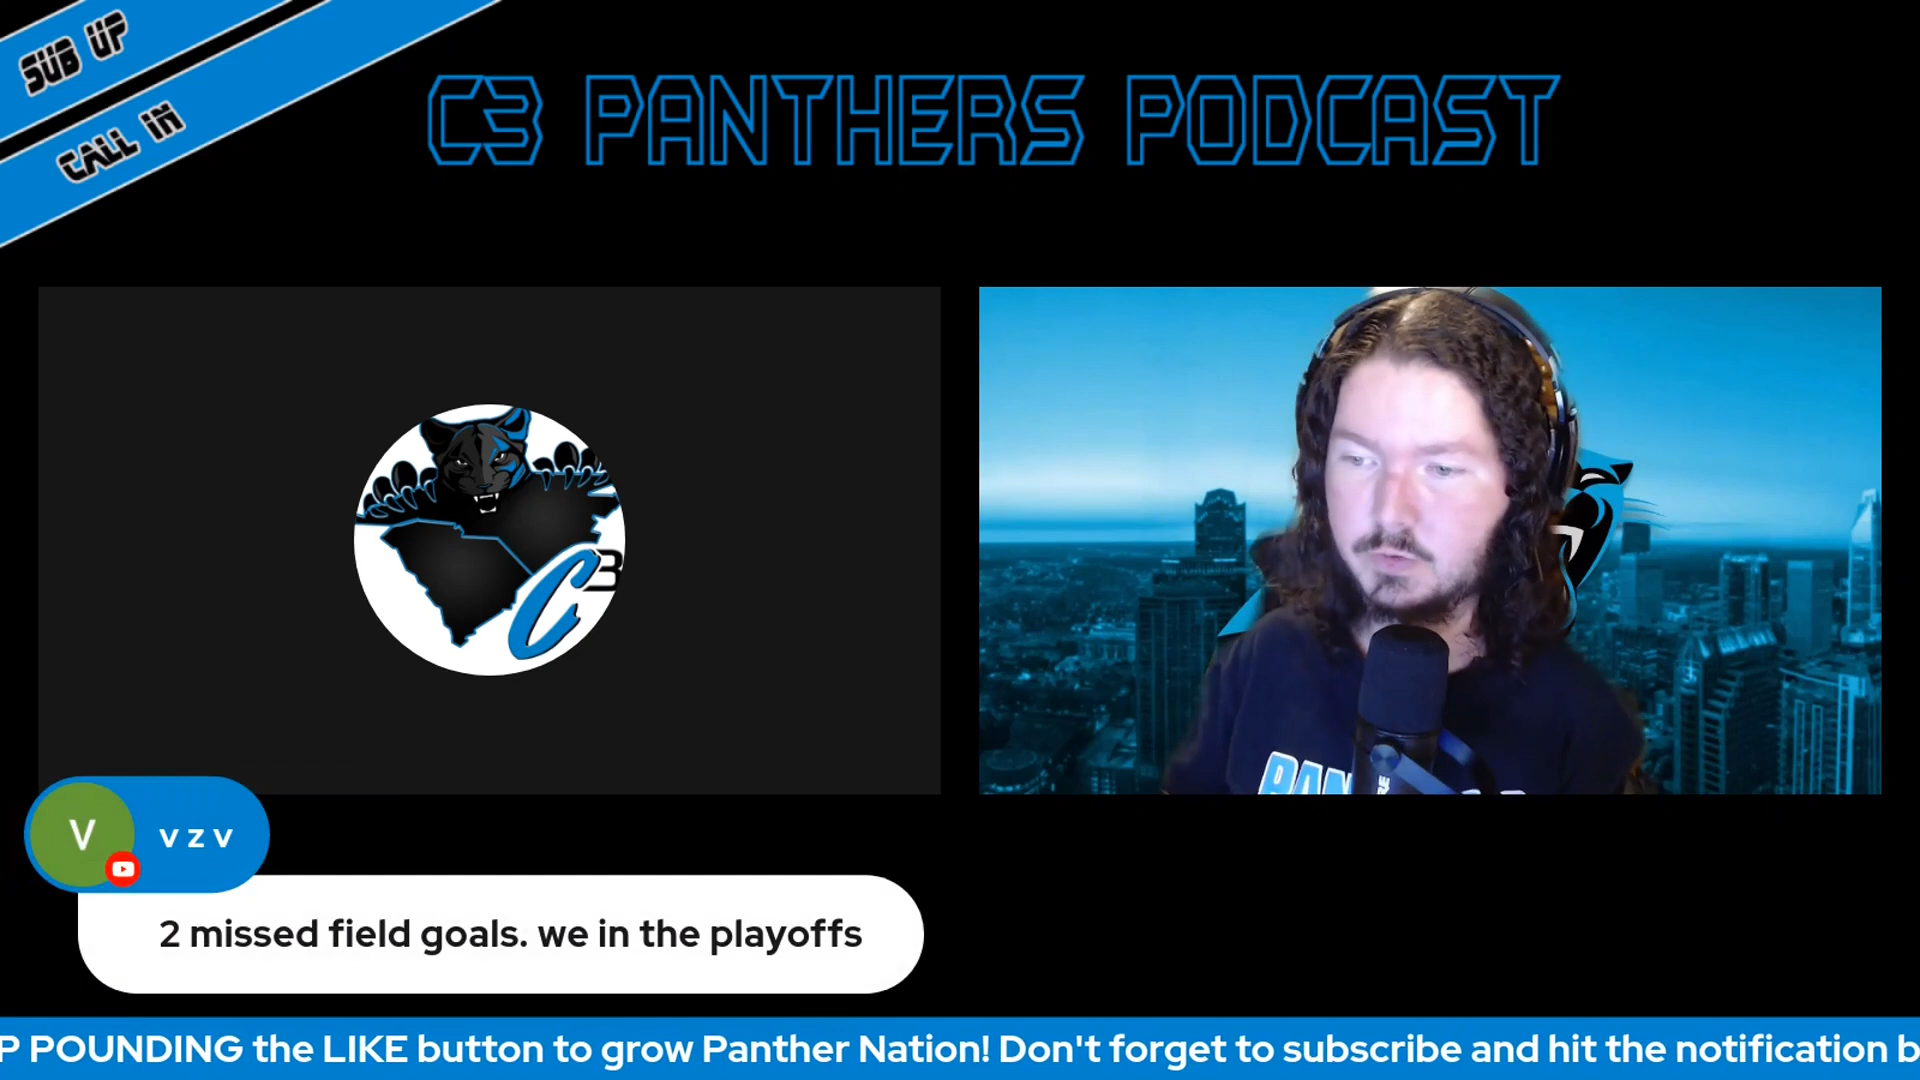 SUB UP
CALL IN
C3 PANTHERS PODCAST
C3
PAN
V
v z v
2 missed field goals. we in the playoffs
P POUNDING the LIKE button to grow Panther Nation! Don't forget to subscribe and hit the notification b